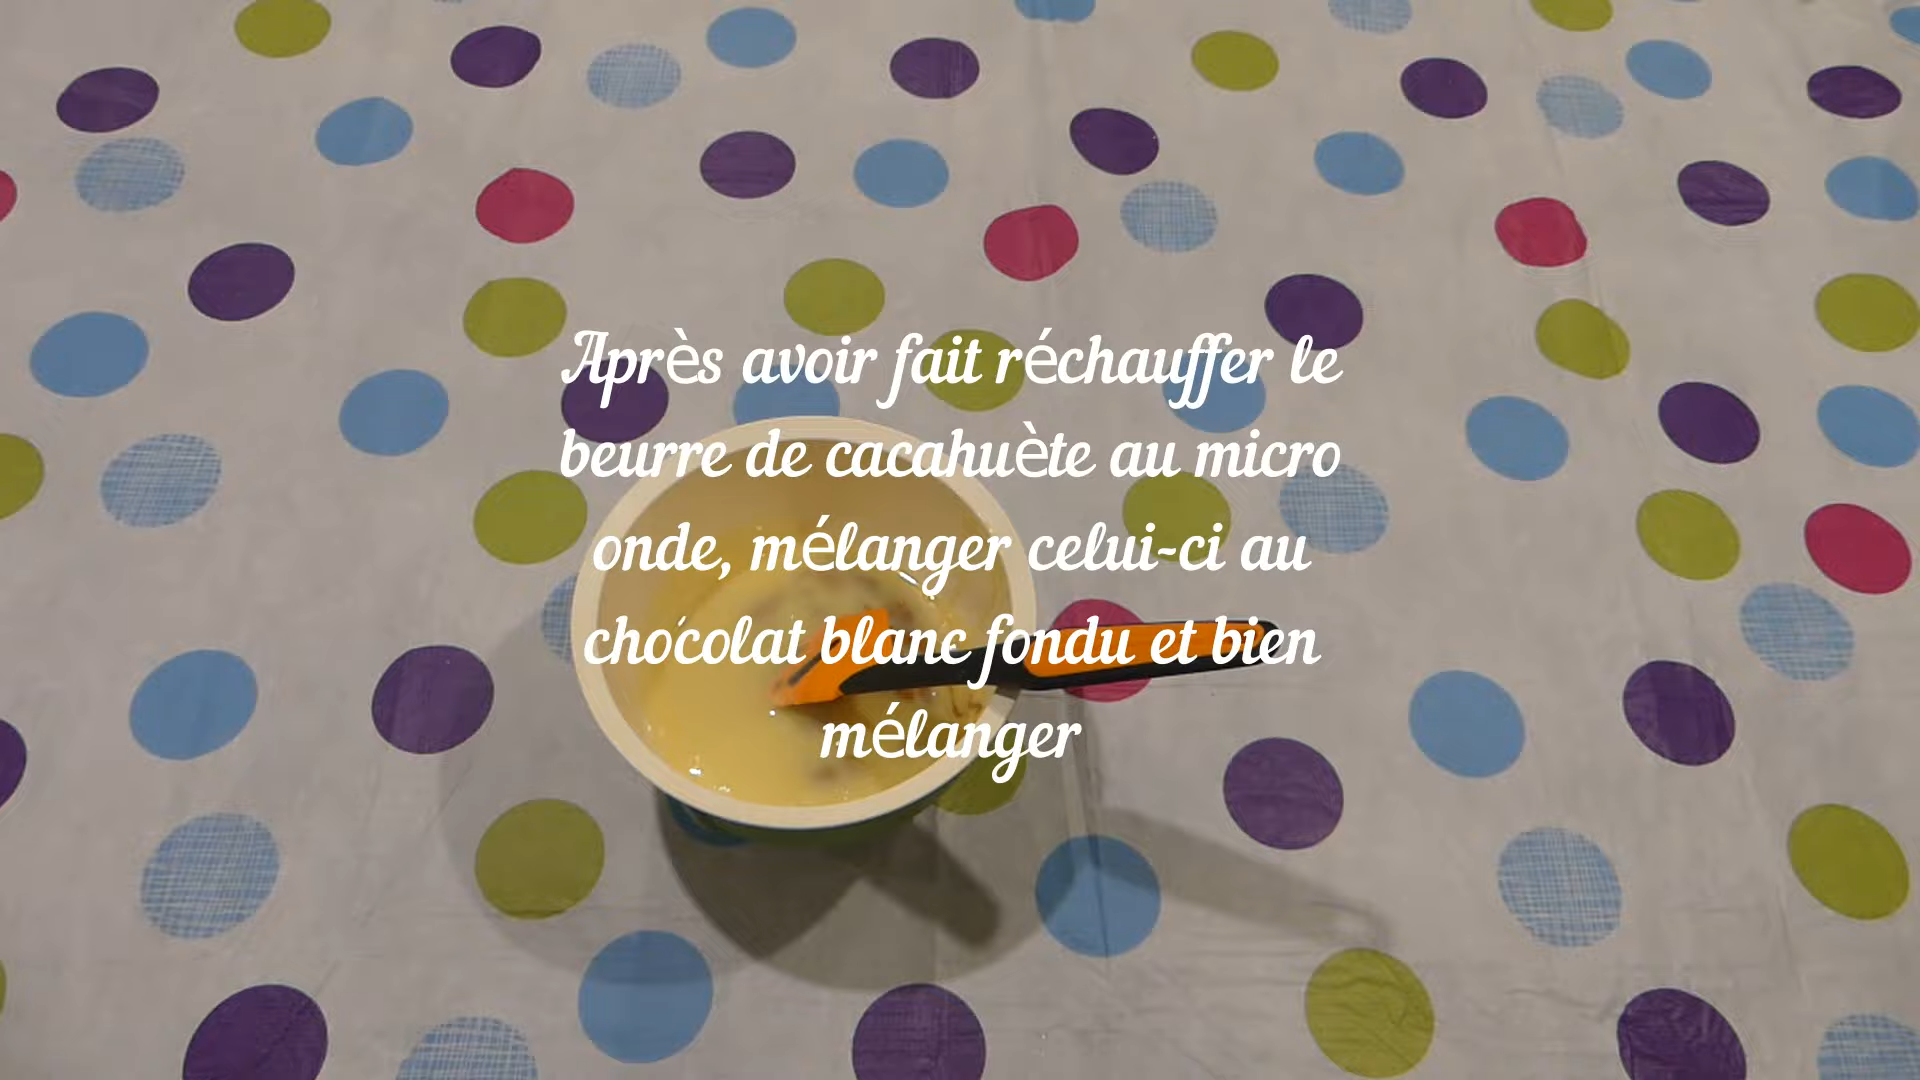 Après avoir fait réchauffer le
beurre de cacahuète au micro
onde, mélanger celui-ci au
chocolat blanc fondu et bien
mélanger